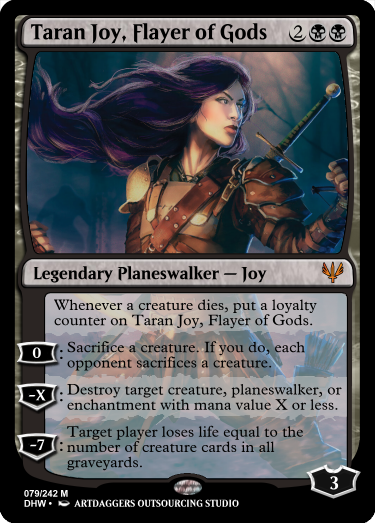 Taran Joy, Flayer of Gods 2
Legendary Planeswalker — Joy
Whenever a creature dies, put a loyalty
counter on Taran Joy, Flayer of Gods.
0 : Sacrifice a creature. If you do, each
opponent sacrifices a creature.
-X : Destroy target creature, planeswalker, or
enchantment with mana value X or less.
-7 : Target player loses life equal to the
number of creature cards in all
graveyards.
3
079/242 M
DHW • ARTDAGGERS OUTSOURCING STUDIO